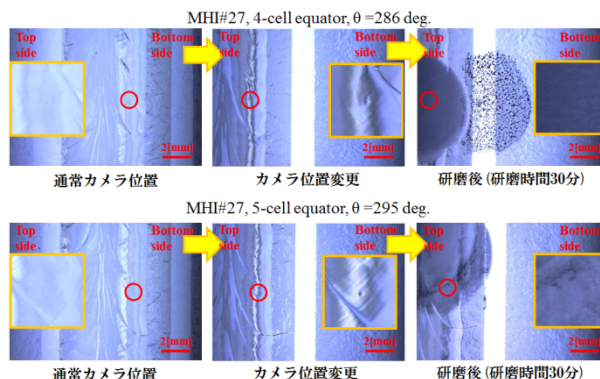 MHI#27, 4-cell equator, θ =286 deg.
Top side
Bottom side
2[mm]
Top side
Bottom side
2[mm]
Top side
Bottom side
2[mm]
通常カメラ位置
カメラ位置変更
研磨後 (研磨時間30分)
MHI#27, 5-cell equator, θ =295 deg.
Top side
Bottom side
2[mm]
Top side
Bottom side
2[mm]
Top side
Bottom side
2[mm]
通常カメラ位置
カメラ位置変更
研磨後 (研磨時間30分)